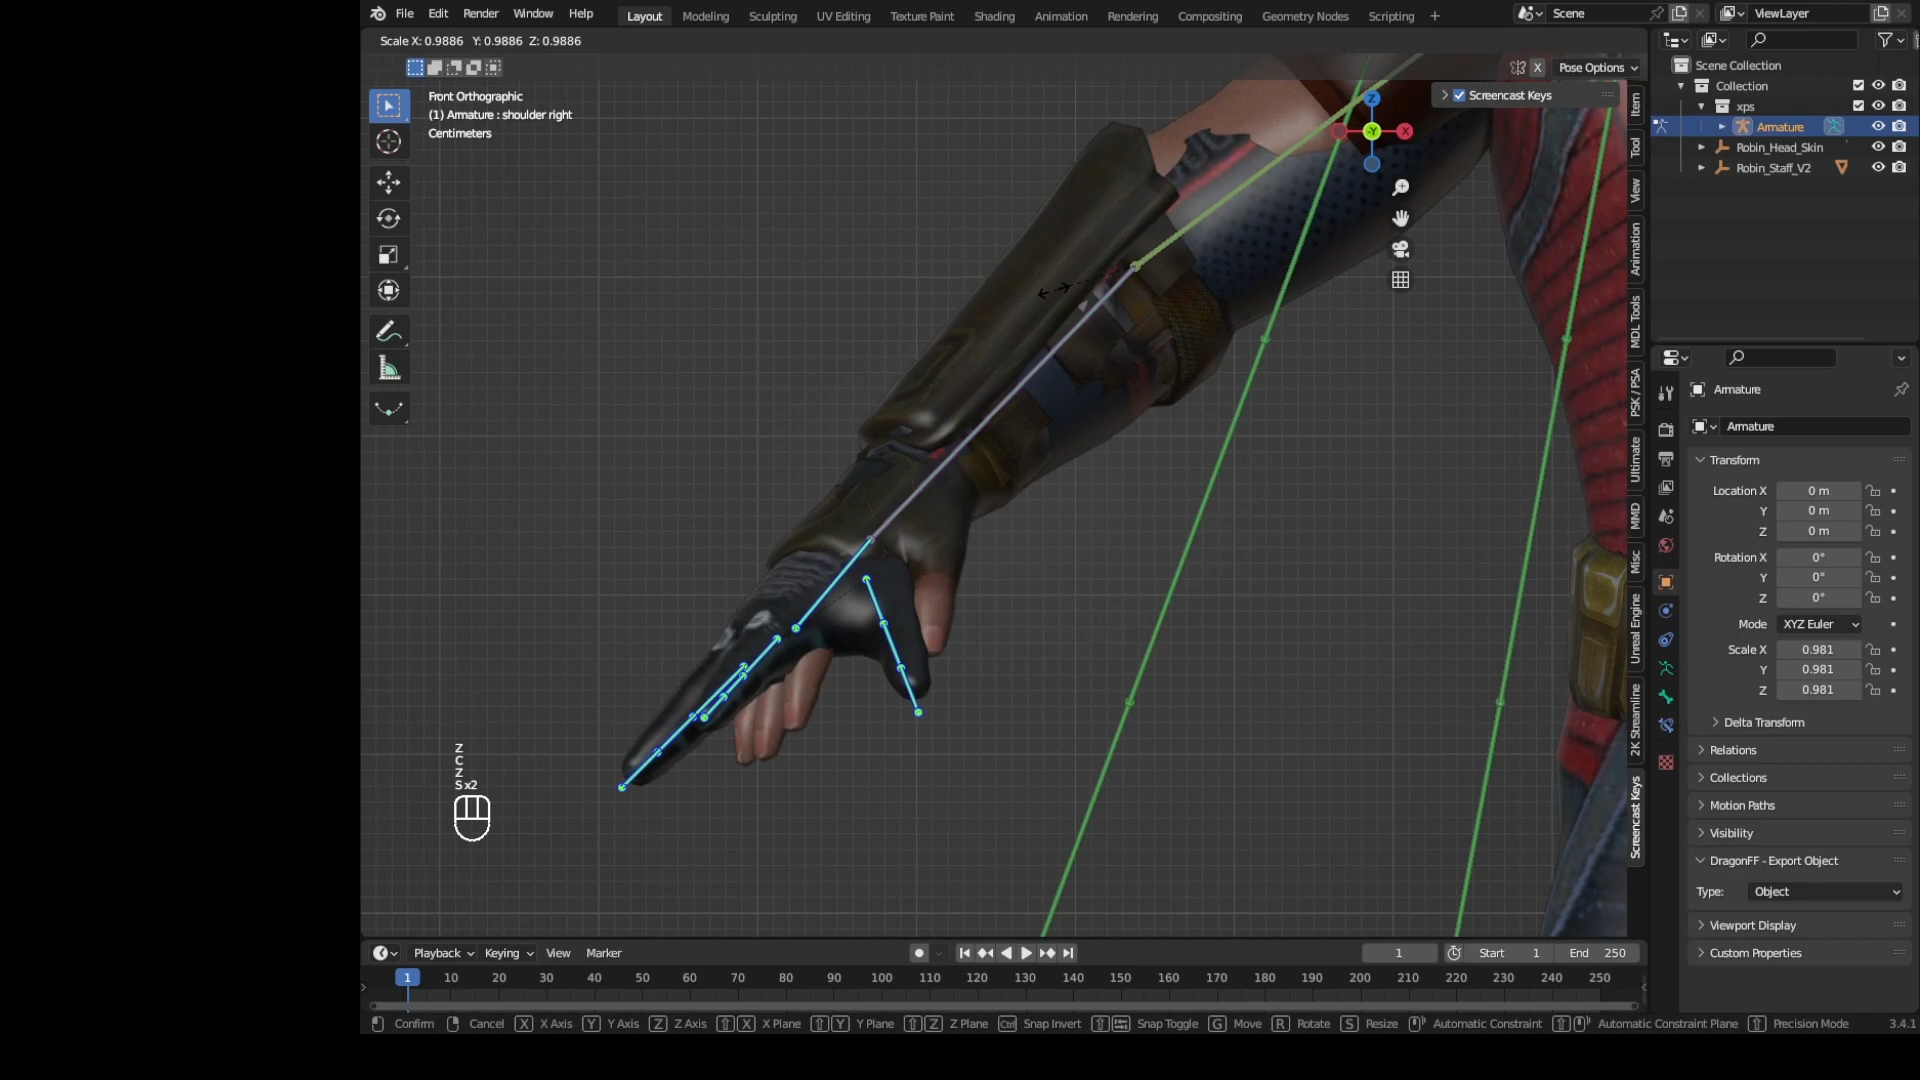 File Edit Render Window Help Layout Modeling Sculpting UV Editing Texture Paint Shading Animation Rendering Compositing Geometry Nodes Scripting + Scene ViewLayer
Scale X: 0.9886 Y: 0.9886 Z: 0.9886
X Pose Options
Front Orthographic
(1) Armature : shoulder right
Centimeters
Screencast Keys
Z
-Y
X
Item
Tool
View
Animation
MDL Tools
PSK / PSA
Ultimate
MMD
Misc
Unreal Engine
2K Streamline
Screencast Keys
Z
C
Z
S x2
Scene Collection
Collection
xps
Armature
Robin_Head_Skin
Robin_Staff_V2
Armature
Armature
Transform
Location X 0 m
Y 0 m
Z 0 m
Rotation X 0°
Y 0°
Z 0°
Mode XYZ Euler
Scale X 0.981
Y 0.981
Z 0.981
Delta Transform
Relations
Collections
Motion Paths
Visibility
DragonFF - Export Object
Type: Object
Viewport Display
Custom Properties
Playback Keying View Marker 1 Start 1 End 250
1 10 20 30 40 50 60 70 80 90 100 110 120 130 140 150 160 170 180 190 200 210 220 230 240 250
Confirm Cancel X X Axis Y Y Axis Z Z Axis X X Plane Y Y Plane Z Z Plane Ctrl Snap Invert Snap Toggle G Move R Rotate S Resize Automatic Constraint Automatic Constraint Plane Precision Mode 3.4.1